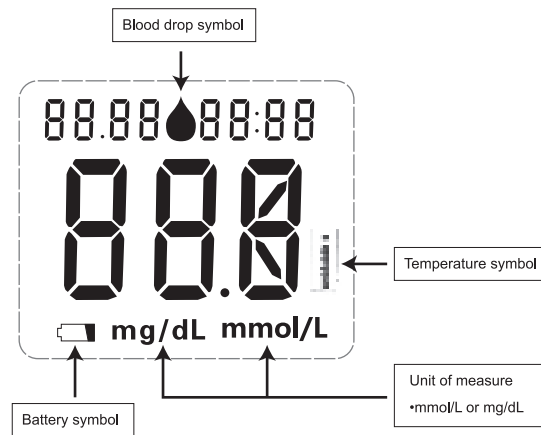 Blood drop symbol
88.88 88:88
88.8
Temperature symbol
mg/dL mmol/L
Unit of measure
•mmol/L or mg/dL
Battery symbol